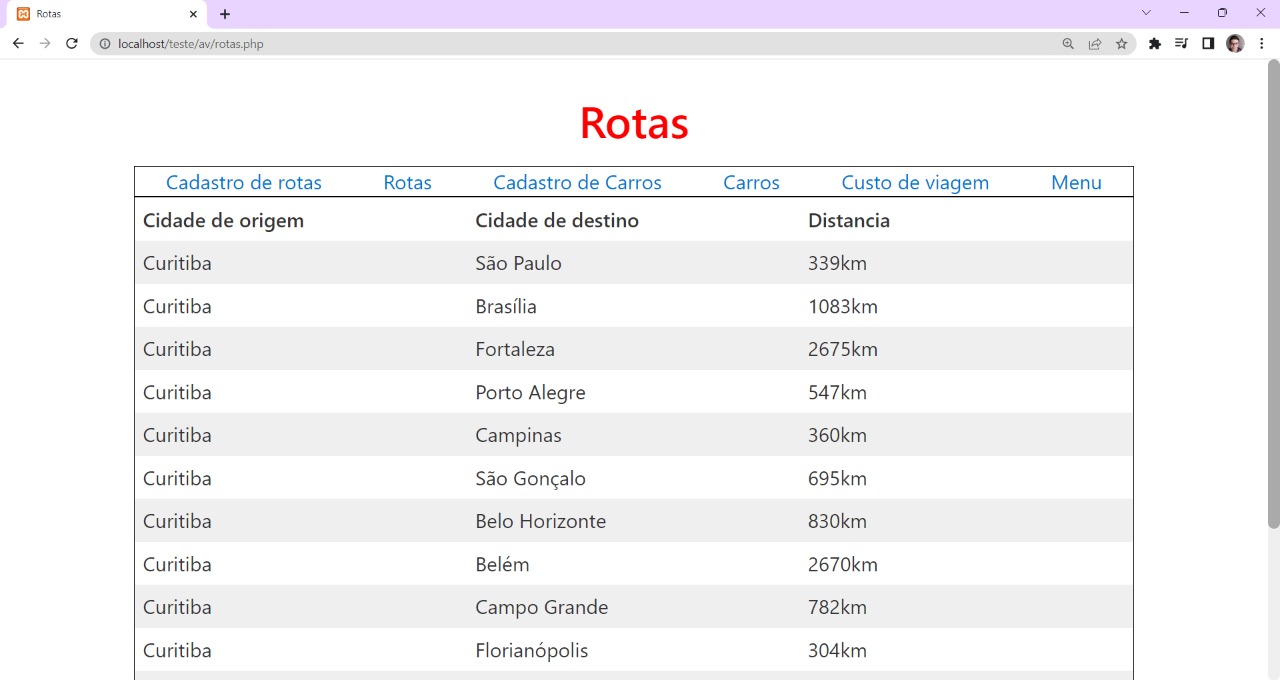 Rotas
localhost/teste/av/rotas.php
Rotas
Cadastro de rotas Rotas Cadastro de Carros Carros Custo de viagem Menu
Cidade de origem Cidade de destino Distancia
Curitiba São Paulo 339km
Curitiba Brasília 1083km
Curitiba Fortaleza 2675km
Curitiba Porto Alegre 547km
Curitiba Campinas 360km
Curitiba São Gonçalo 695km
Curitiba Belo Horizonte 830km
Curitiba Belém 2670km
Curitiba Campo Grande 782km
Curitiba Florianópolis 304km